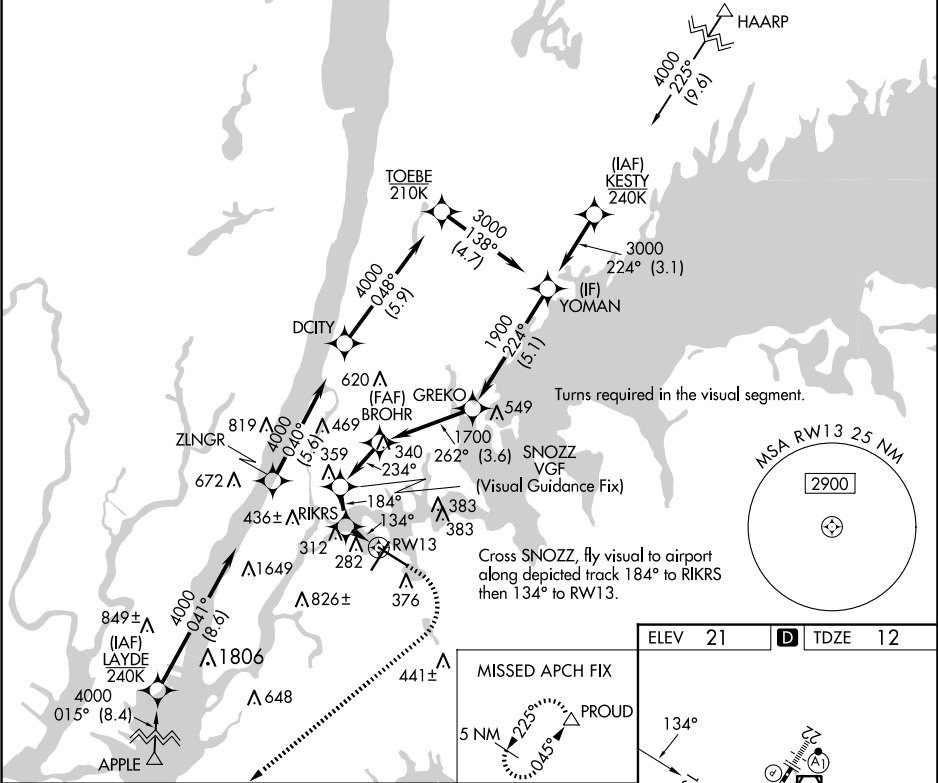 HAARP
4000
225°
(9.6)
(IAF)
KESTY
240K
TOEBE
210K
3000
138°
(4.7)
3000
224° (3.1)
(IF)
YOMAN
4000
048°
(5.9)
1900
224°
(5.1)
DCITY
620
(FAF)
BROHR
GREKO
549
Turns required in the visual segment.
819
469
ZLNGR
4000
040°
(5.6)
359
340
1700
262° (3.6)
234°
SNOZZ
VGF
(Visual Guidance Fix)
672
184°
436±
RIKRS
383
383
134°
312
282
RW13
MSA RW13 25 NM
2900
1649
Cross SNOZZ, fly visual to airport
along depicted track 184° to RIKRS
then 134° to RW13.
376
826±
4000
041°
(8.6)
849±
(IAF)
LAYDE
240K
1806
441±
4000
015° (8.4)
648
APPLE
MISSED APCH FIX
5 NM
225°
045°
PROUD
ELEV 21
D
TDZE 12
134°
22
P
A1